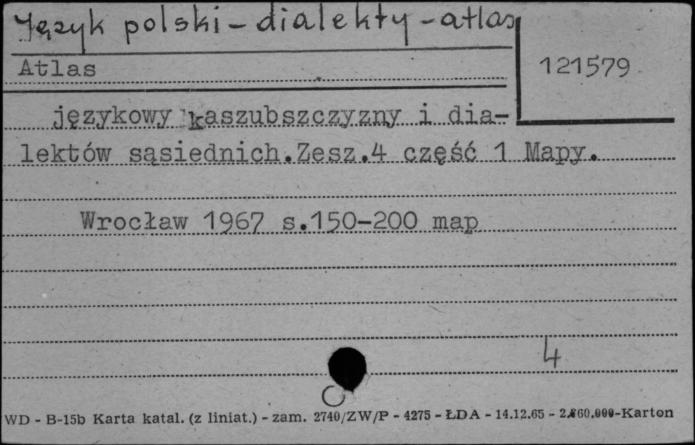 Język polski - dialekty - atlas
Atlas
121579
językowy kaszubszczyzny i dia-
lektów sąsiednich.Zesz.4 część 1 Mapy.
Wrocław 1967 s.150-200 map
4
WD - B-15b Karta katal. (z liniat.) - zam. 2740/ZW/P - 4275 - ŁDA - 14.12.65 - 2.860.000-Karton